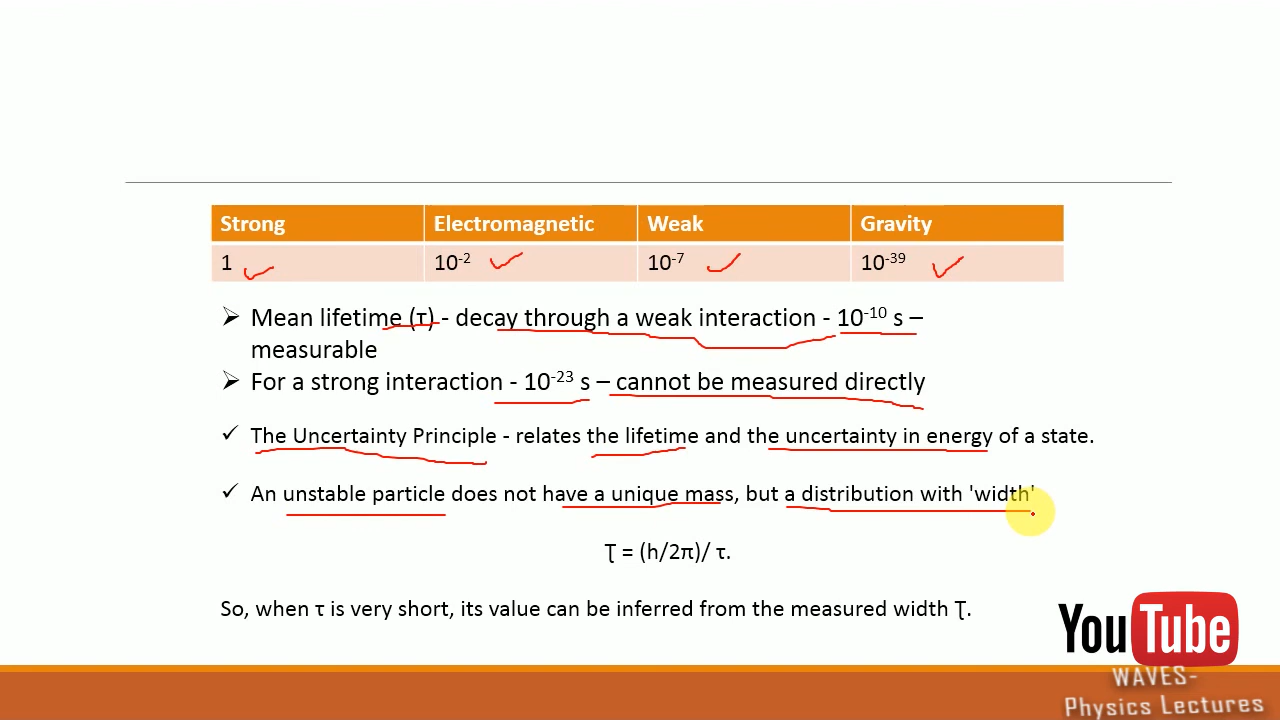 Strong Electromagnetic Weak Gravity
1 10⁻² 10⁻⁷ 10⁻³⁹
➢ Mean lifetime (τ) - decay through a weak interaction - 10⁻¹⁰ s –
measurable
➢ For a strong interaction - 10⁻²³ s – cannot be measured directly
✓ The Uncertainty Principle - relates the lifetime and the uncertainty in energy of a state.
✓ An unstable particle does not have a unique mass, but a distribution with 'width'
Ʈ = (h/2π)/ τ.
So, when τ is very short, its value can be inferred from the measured width Ʈ.
YouTube
WAVES-
Physics Lectures